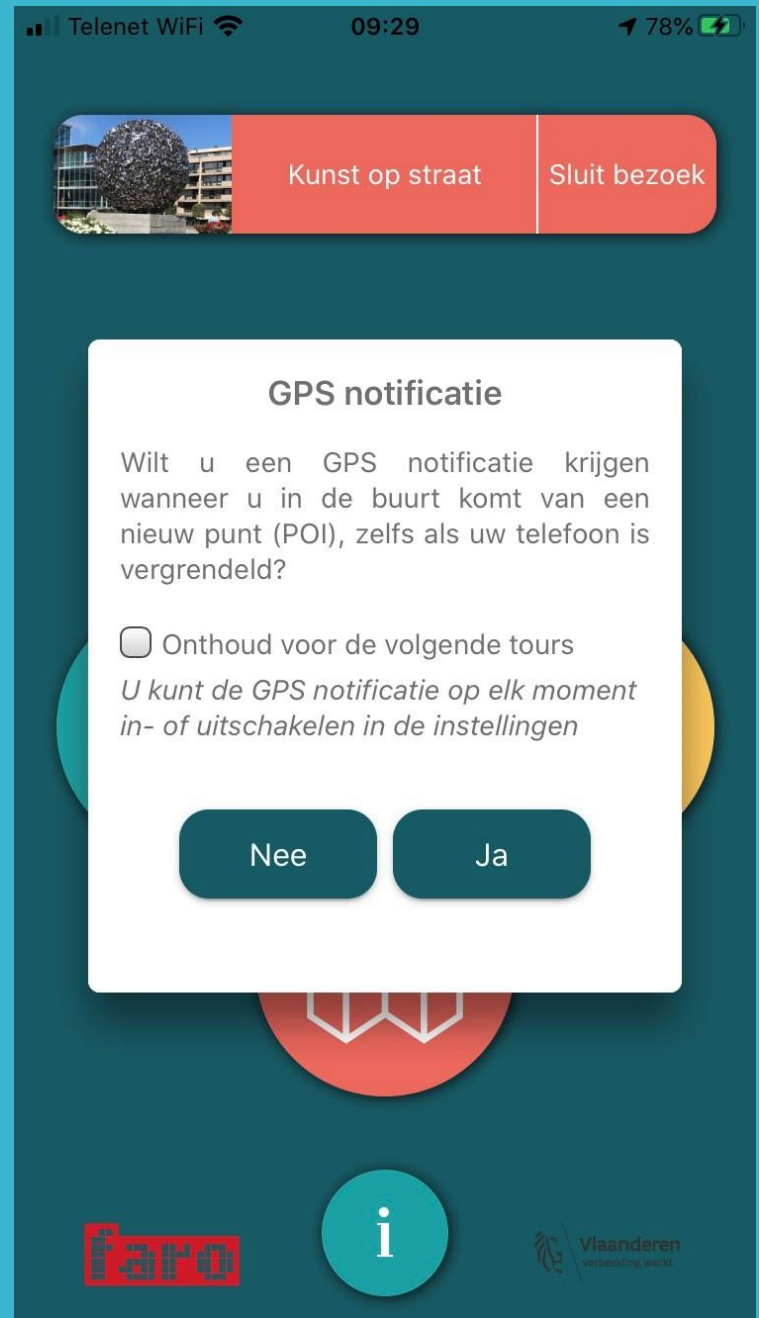 Telenet WiFi 09:29 78%
Kunst op straat Sluit bezoek
GPS notificatie
Wilt u een GPS notificatie krijgen
wanneer u in de buurt komt van een
nieuw punt (POI), zelfs als uw telefoon is
vergrendeld?
Onthoud voor de volgende tours
U kunt de GPS notificatie op elk moment
in- of uitschakelen in de instellingen
Nee Ja
faro i Vlaanderen
verbeelding werkt